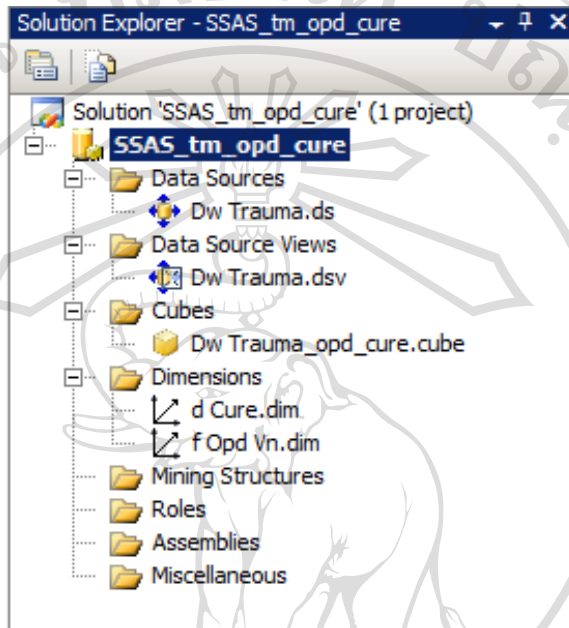 Solution Explorer - SSAS_tm_opd_cure
Solution 'SSAS_tm_opd_cure' (1 project)
SSAS_tm_opd_cure
Data Sources
Dw Trauma.ds
Data Source Views
Dw Trauma.dsv
Cubes
Dw Trauma_opd_cure.cube
Dimensions
d Cure.dim
f Opd Vn.dim
Mining Structures
Roles
Assemblies
Miscellaneous